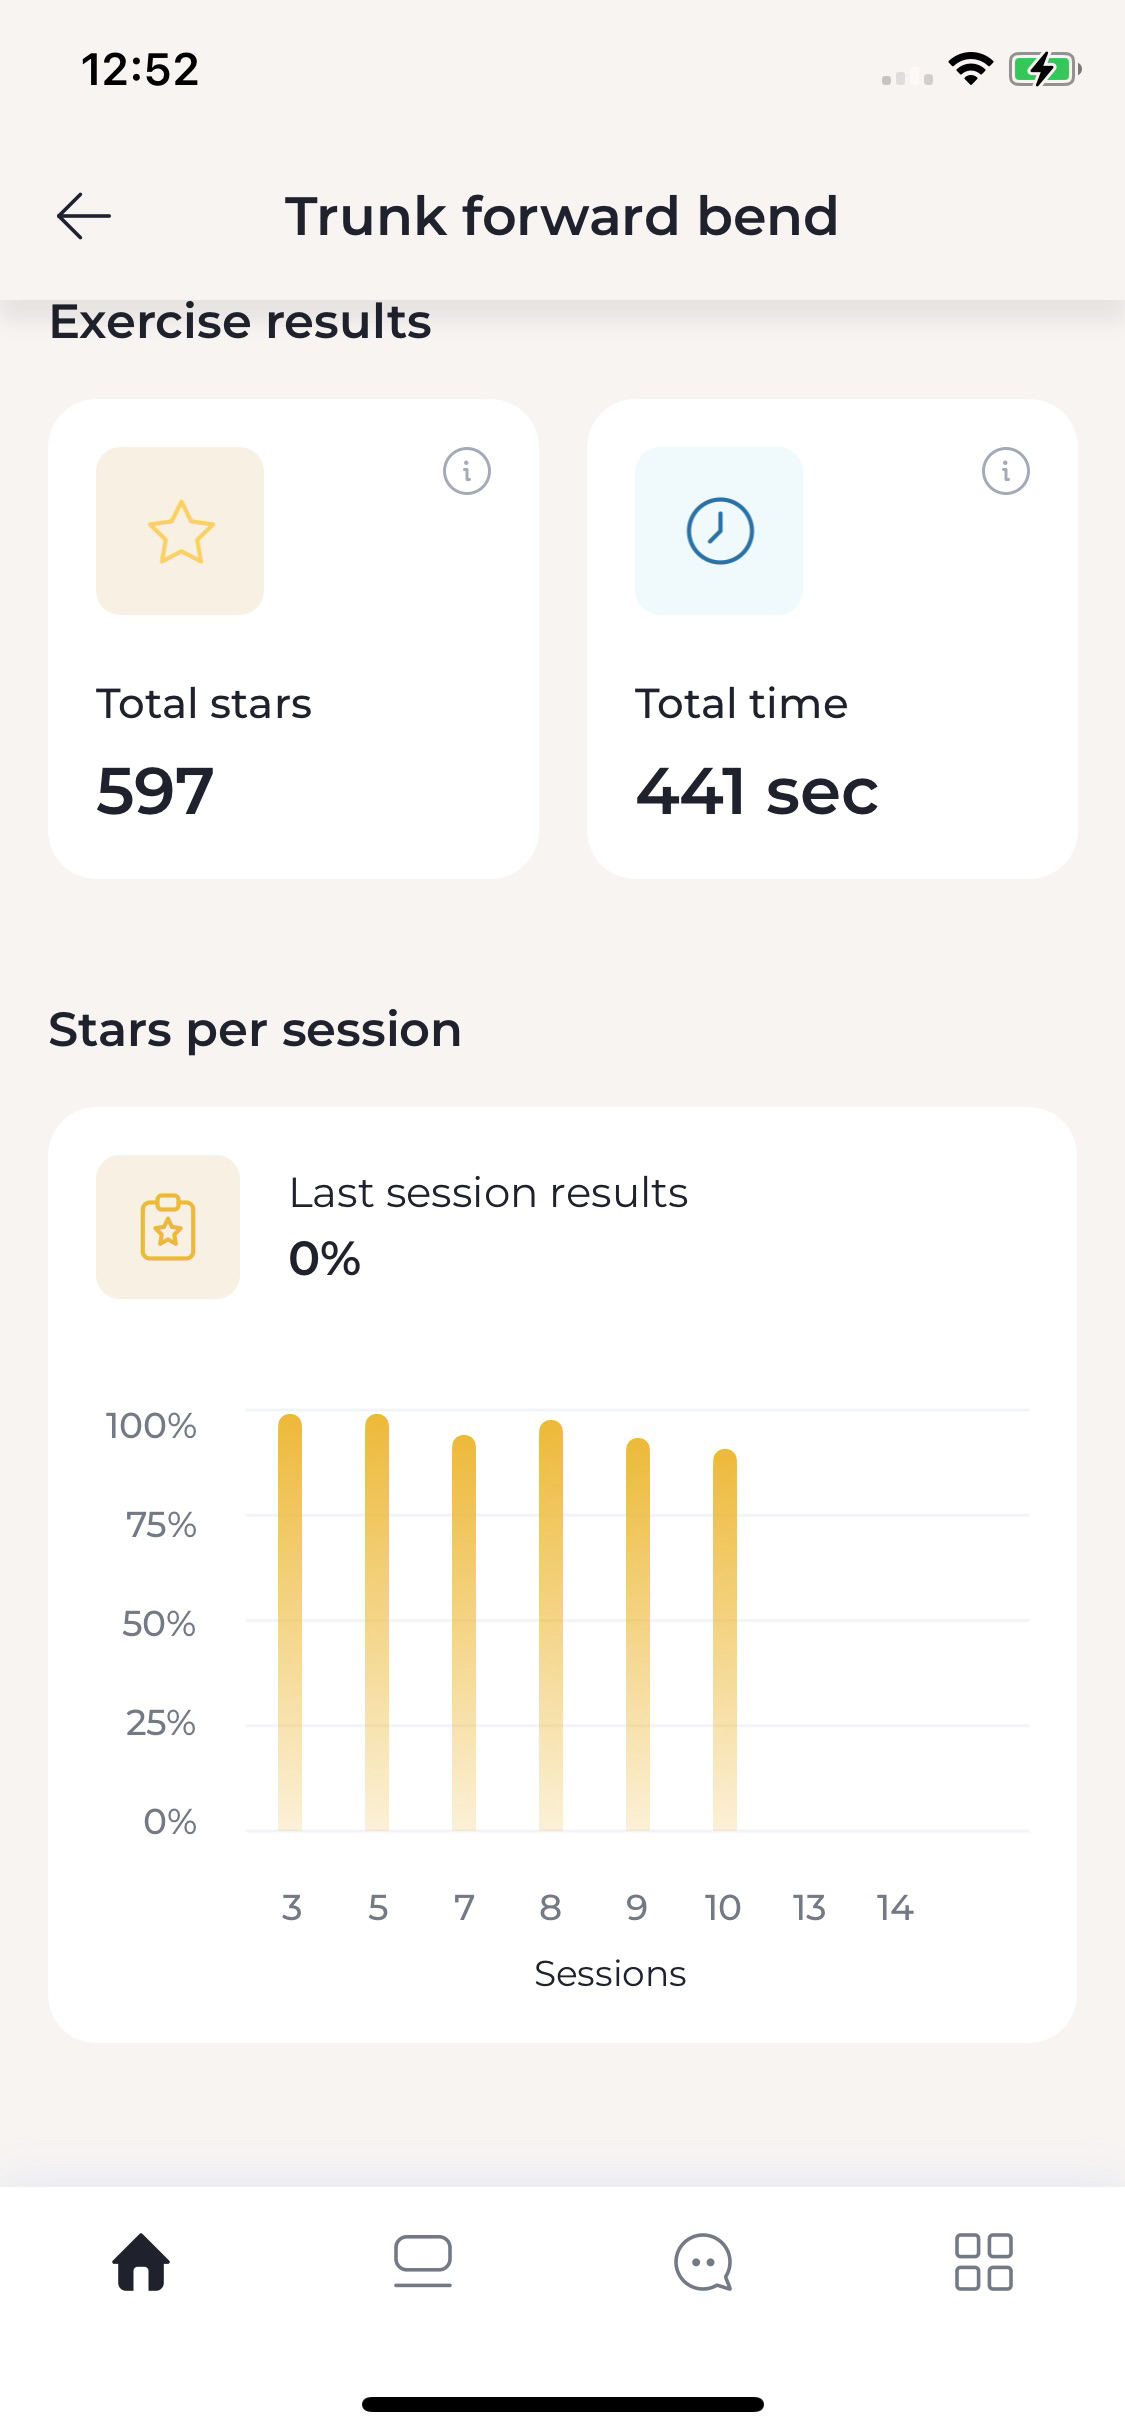 12:52
Trunk forward bend
Exercise results
Total stars
597
Total time
441 sec
Stars per session
Last session results
0%
100%
75%
50%
25%
0%
3 5 7 8 9 10 13 14
Sessions